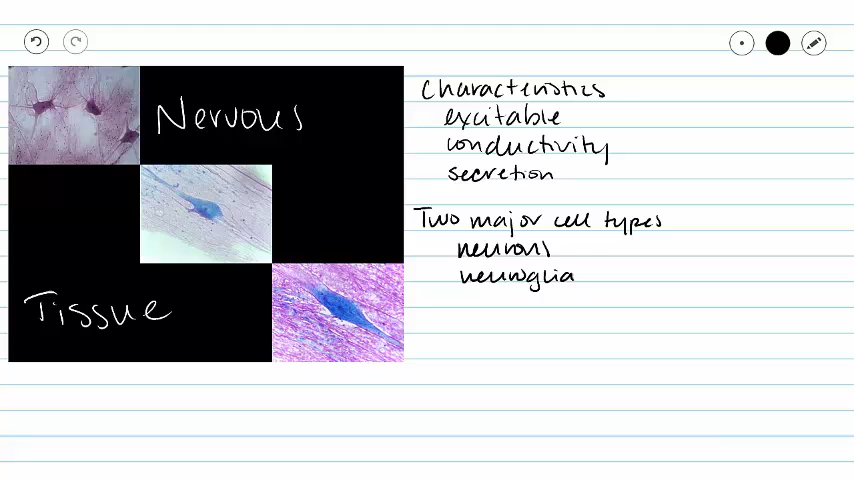 Nervous
Tissue
Characteristics
excitable
conductivity
secretion
Two major cell types
neurons
neuroglia